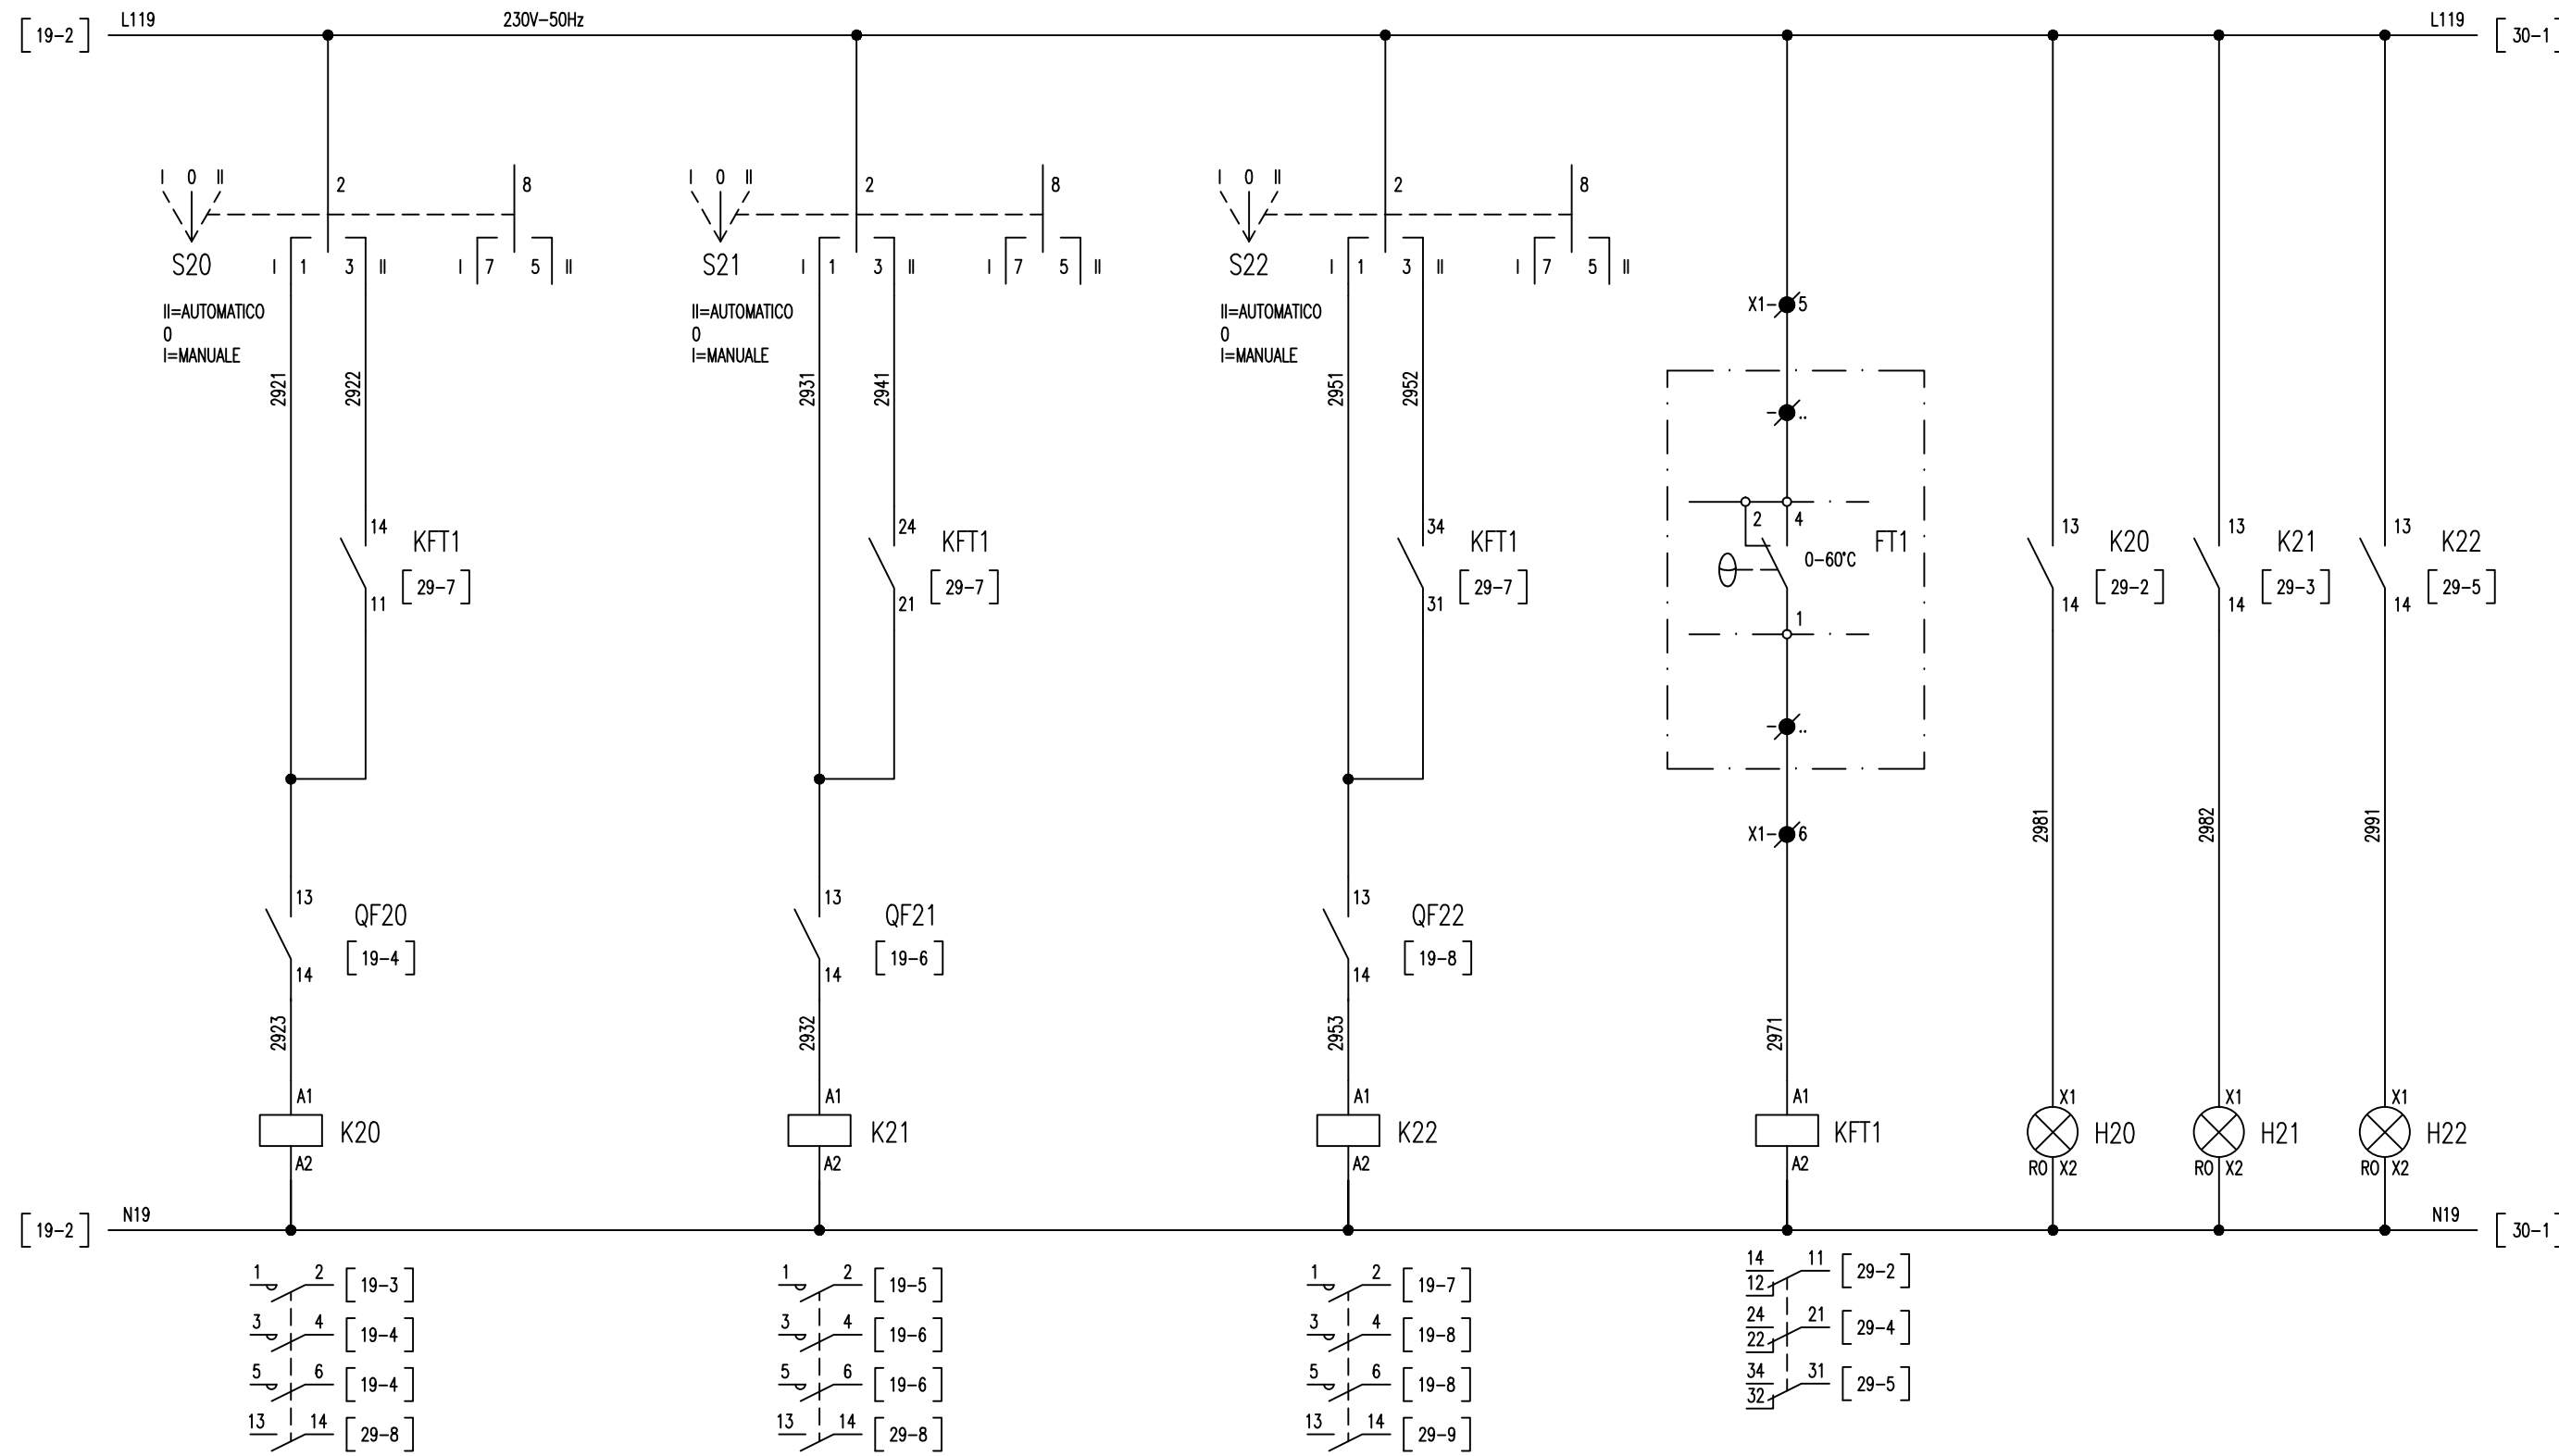 L119 230V-50Hz L119
[19-2] [30-1]
I 0 II 2 8 I 0 II 2 8 I 0 II 2 8
S20 I 1 3 II I 7 5 II S21 I 1 3 II I 7 5 II S22 I 1 3 II I 7 5 II
II=AUTOMATICO II=AUTOMATICO II=AUTOMATICO X1- 5
0 0 0
I=MANUALE I=MANUALE I=MANUALE
2921 2922 2931 2941 2951 2952
- ..
2 4
14 KFT1 24 KFT1 34 KFT1 FT1 13 K20 13 K21 13 K22
0-60°C
11 [29-7] 21 [29-7] 31 [29-7] 14 [29-2] 14 [29-3] 14 [29-5]
1
- ..
X1- 6 2981 2982 2991
13 QF20 13 QF21 13 QF22
14 [19-4] 14 [19-6] 14 [19-8]
2923 2932 2953 2971
A1 A1 A1 A1 X1 X1 X1
K20 K21 K22 KFT1 H20 H21 H22
A2 A2 A2 A2 RO X2 RO X2 RO X2
N19 N19
[19-2] [30-1]
1 2 [19-3] 1 2 [19-5] 1 2 [19-7] 14 11 [29-2]
12
3 4 [19-4] 3 4 [19-6] 3 4 [19-8] 24 21 [29-4]
22
5 6 [19-4] 5 6 [19-6] 5 6 [19-8] 34 31 [29-5]
32
13 14 [29-8] 13 14 [29-8] 13 14 [29-9]